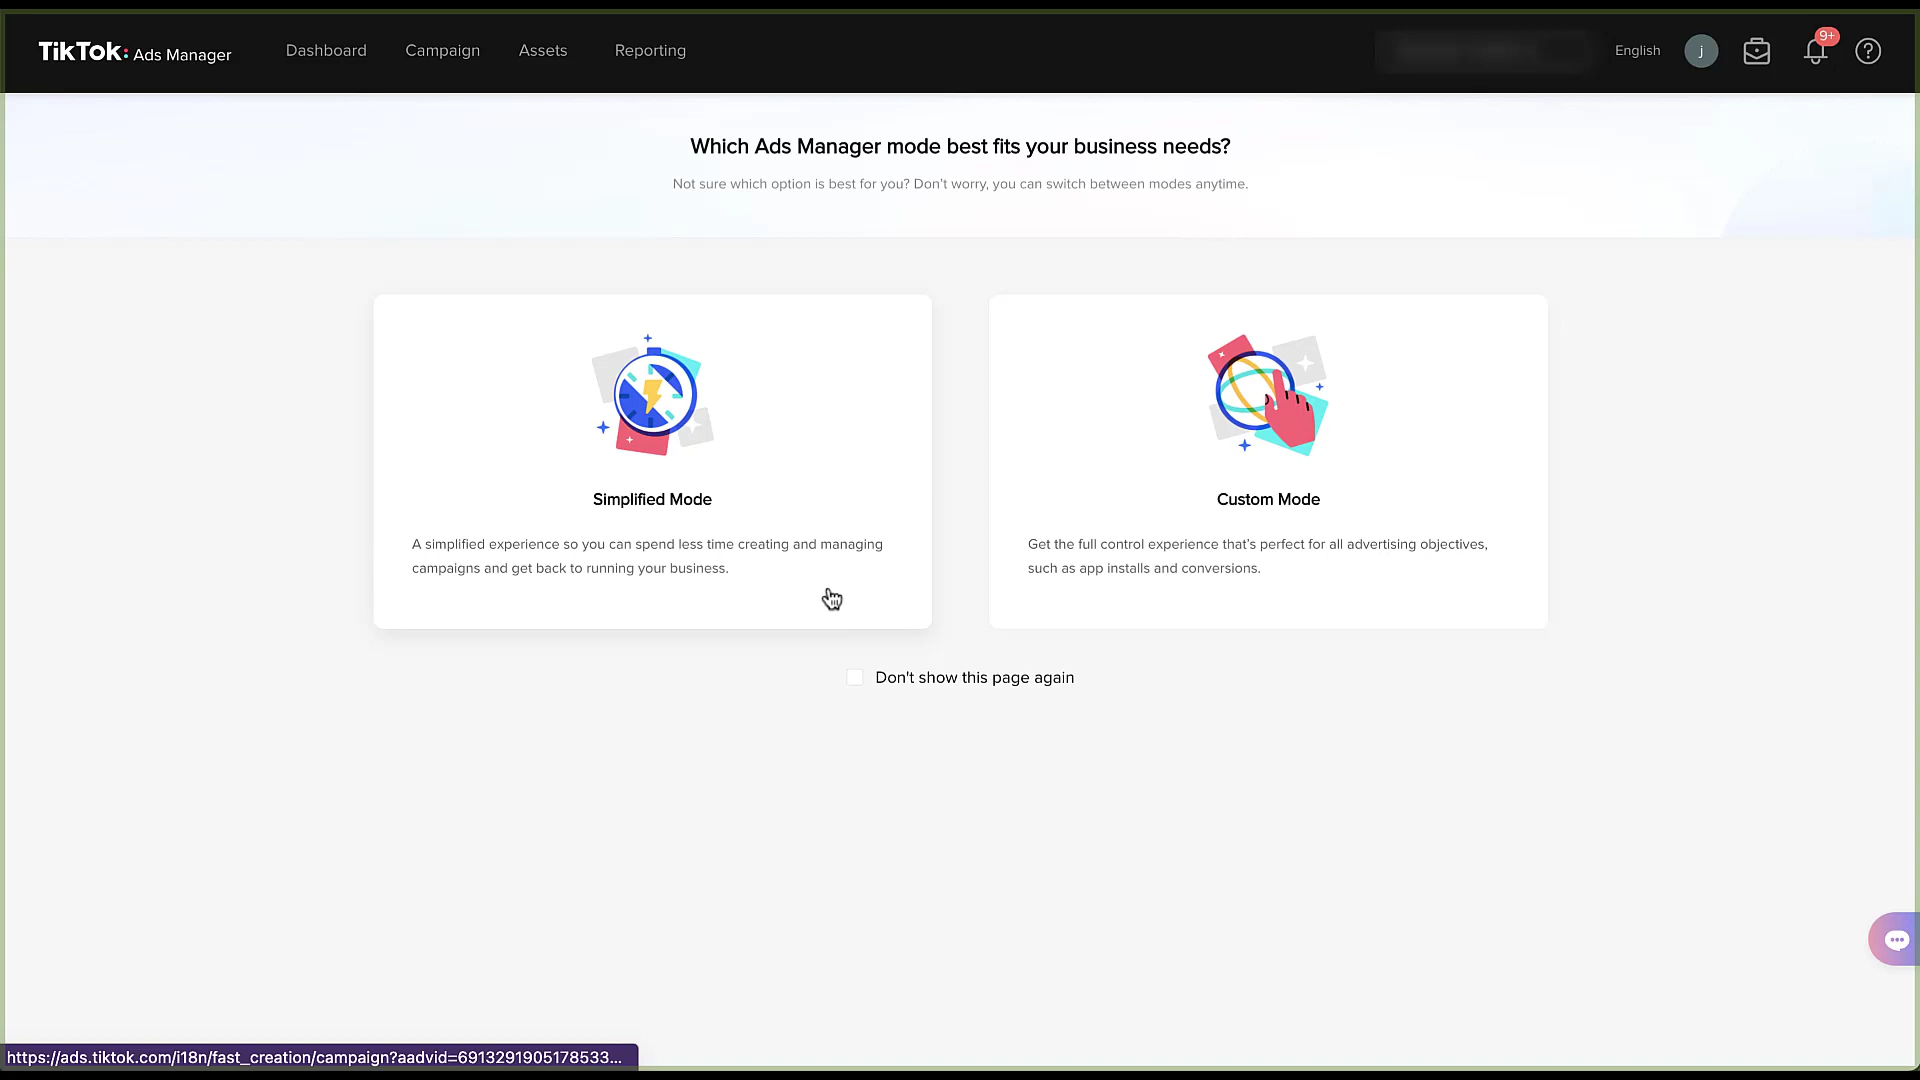 TikTok: Ads Manager Dashboard Campaign Assets Reporting English j 9+
Which Ads Manager mode best fits your business needs?
Not sure which option is best for you? Don't worry, you can switch between modes anytime.
Simplified Mode
A simplified experience so you can spend less time creating and managing
campaigns and get back to running your business.
Custom Mode
Get the full control experience that's perfect for all advertising objectives,
such as app installs and conversions.
Don't show this page again
https://ads.tiktok.com/i18n/fast_creation/campaign?aadvid=6913291905178533...